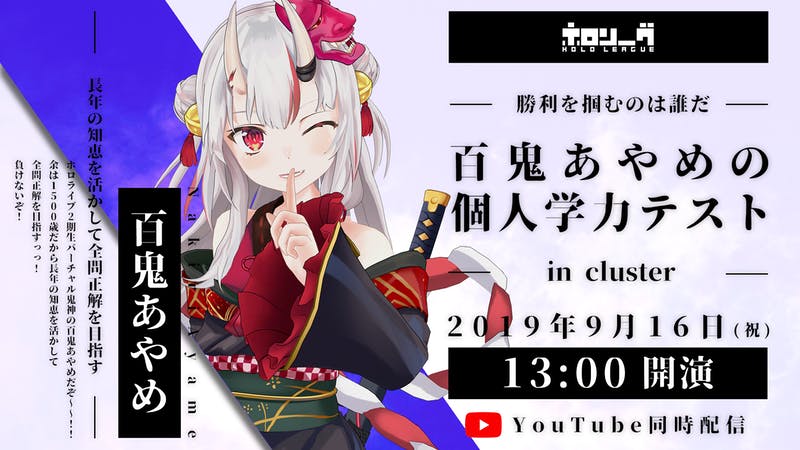 ホロリーグ
HOLO LEAGUE
勝利を掴むのは誰だ
百鬼あやめの
個人学力テスト
in cluster
2019年9月16日(祝)
13:00 開演
YouTube同時配信
長年の知恵を活かして全問正解を目指す
ホロライブ2期生バーチャル鬼神の百鬼あやめだぞ～～!!
余は1500歳だから長年の知恵を活かして
全問正解を目指すっっ!
負けないぞ!
百鬼あやめ